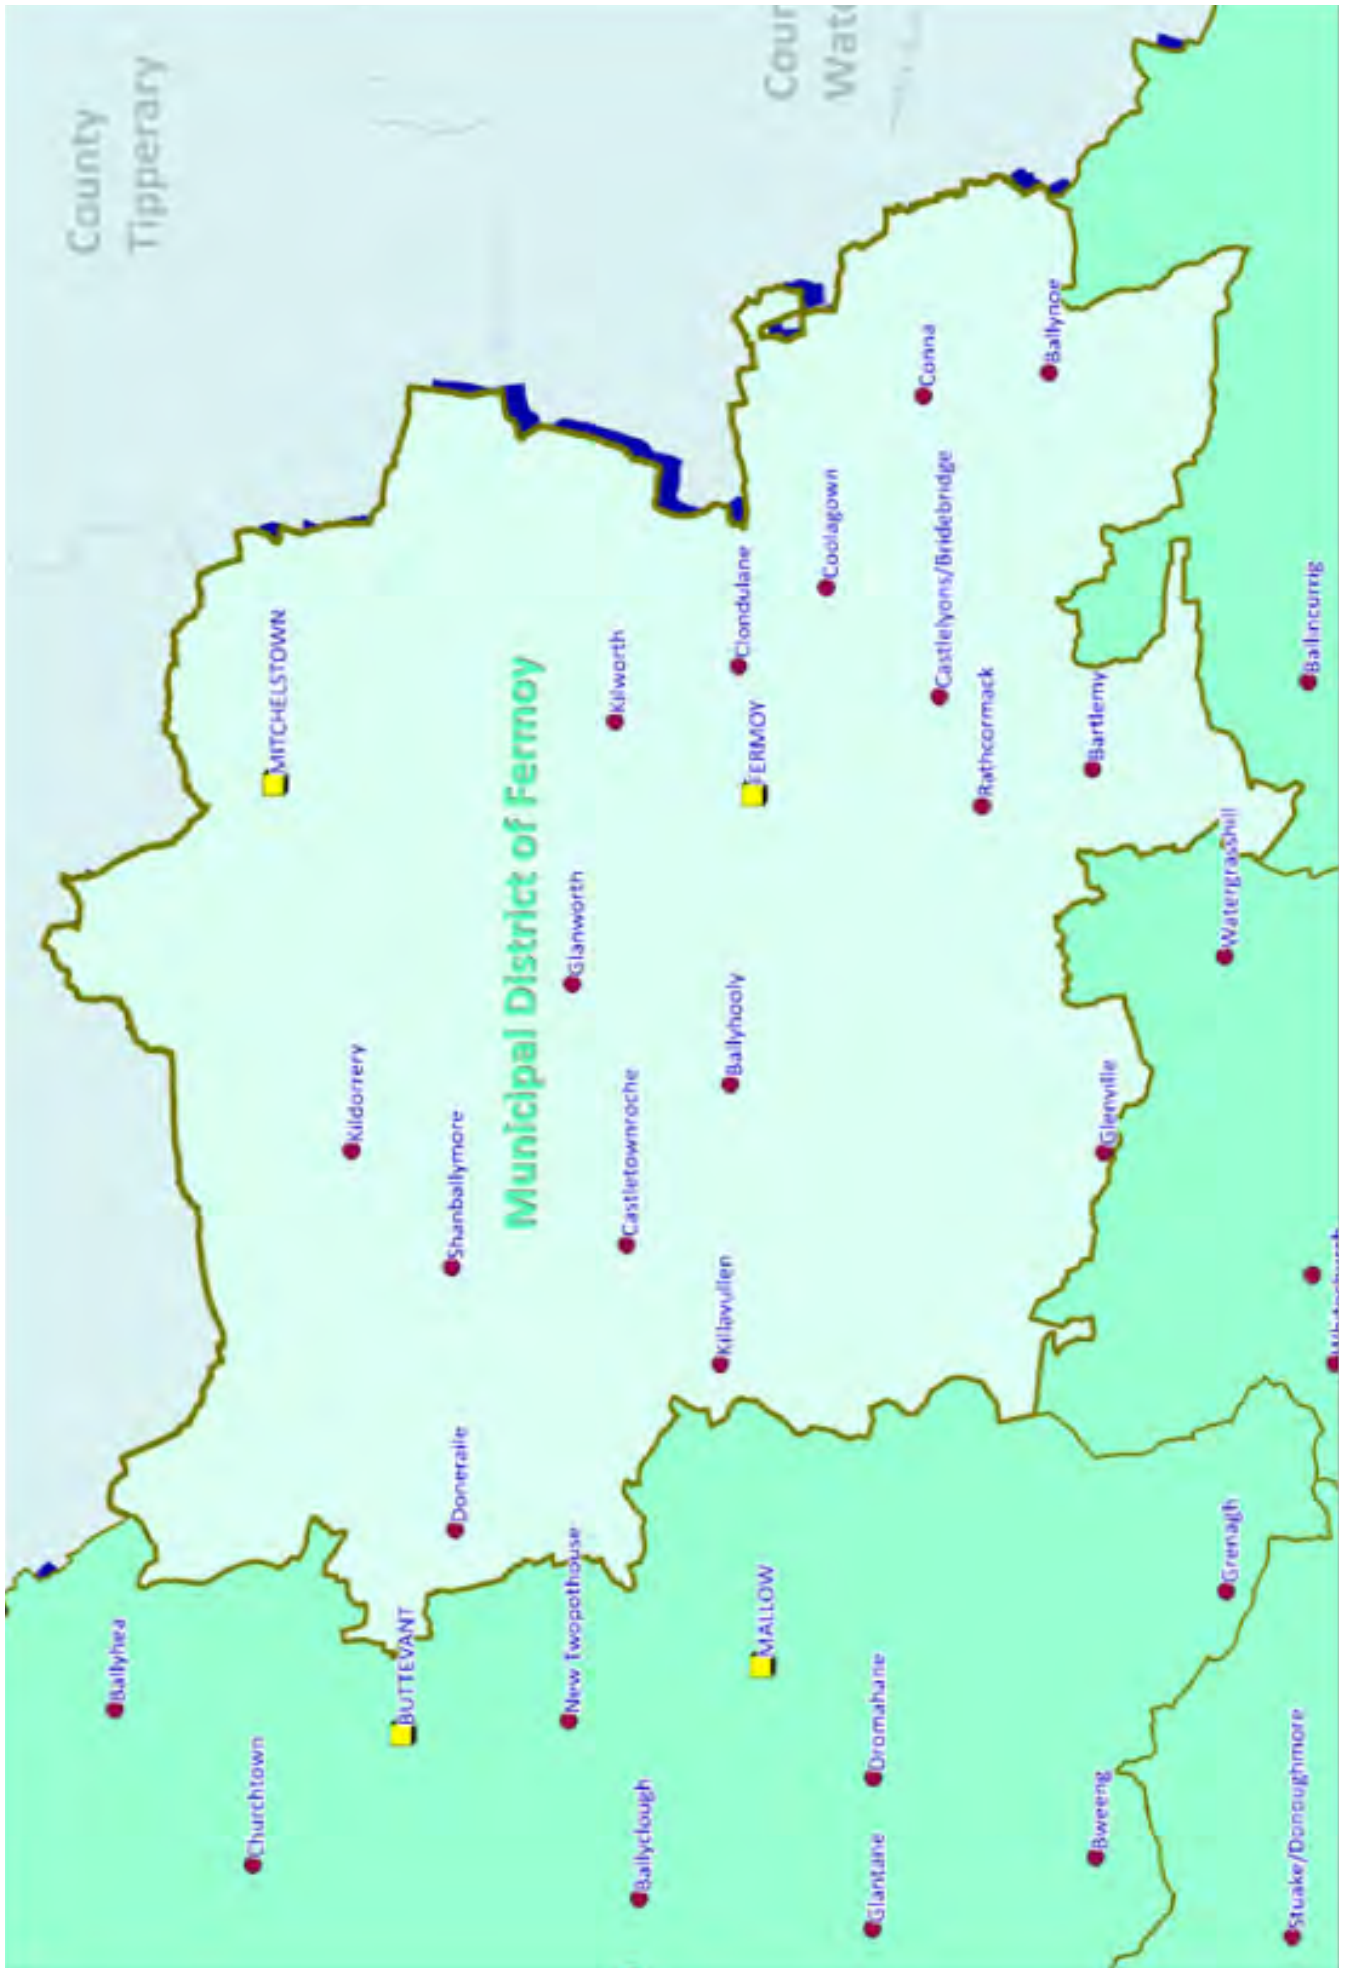 County
Tipperary
Ballyhea
Churchtown
MITCHELSTOWN
Kildorrery
BUTTEVANT
Doneraile
Shanballymore
Municipal District of Fermoy
New Twopothouse
Glanworth
Kilworth
Ballyclough
Castletownroche
Killavullen
Ballyhooly
Clondulane
MALLOW
FERMOY
Coolagown
Glantane
Dromahane
Conna
Castlelyons/Bridebridge
Rathcormack
Ballynoe
Bweeng
Bartlemy
Glenville
Grenagh
Watergrasshill
Stuake/Donoughmore
Ballincurrig